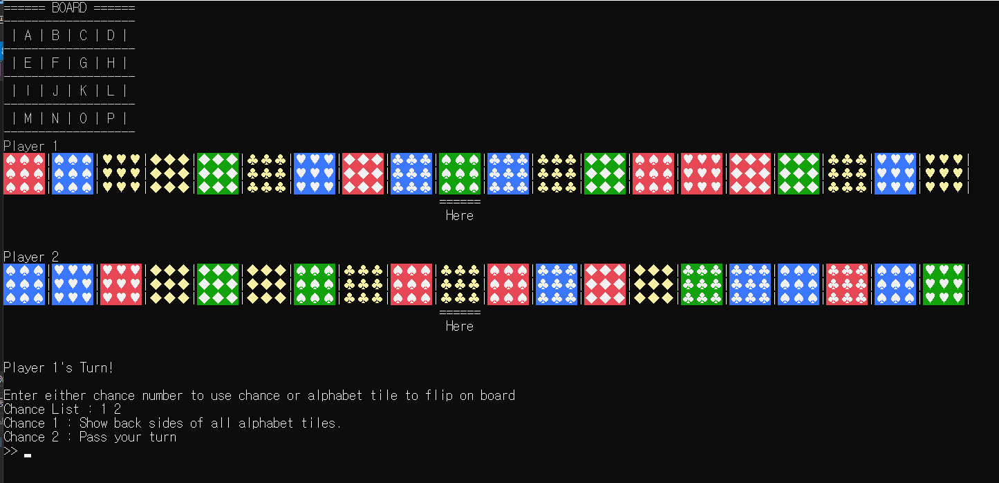 ====== BOARD ======
-------------------
| A | B | C | D |
-------------------
| E | F | G | H |
-------------------
| I | J | K | L |
-------------------
| M | N | O | P |
-------------------
Player 1
======
Here
Player 2
======
Here
Player 1's Turn!
Enter either chance number to use chance or alphabet tile to flip on board
Chance List : 1 2
Chance 1 : Show back sides of all alphabet tiles.
Chance 2 : Pass your turn
>>